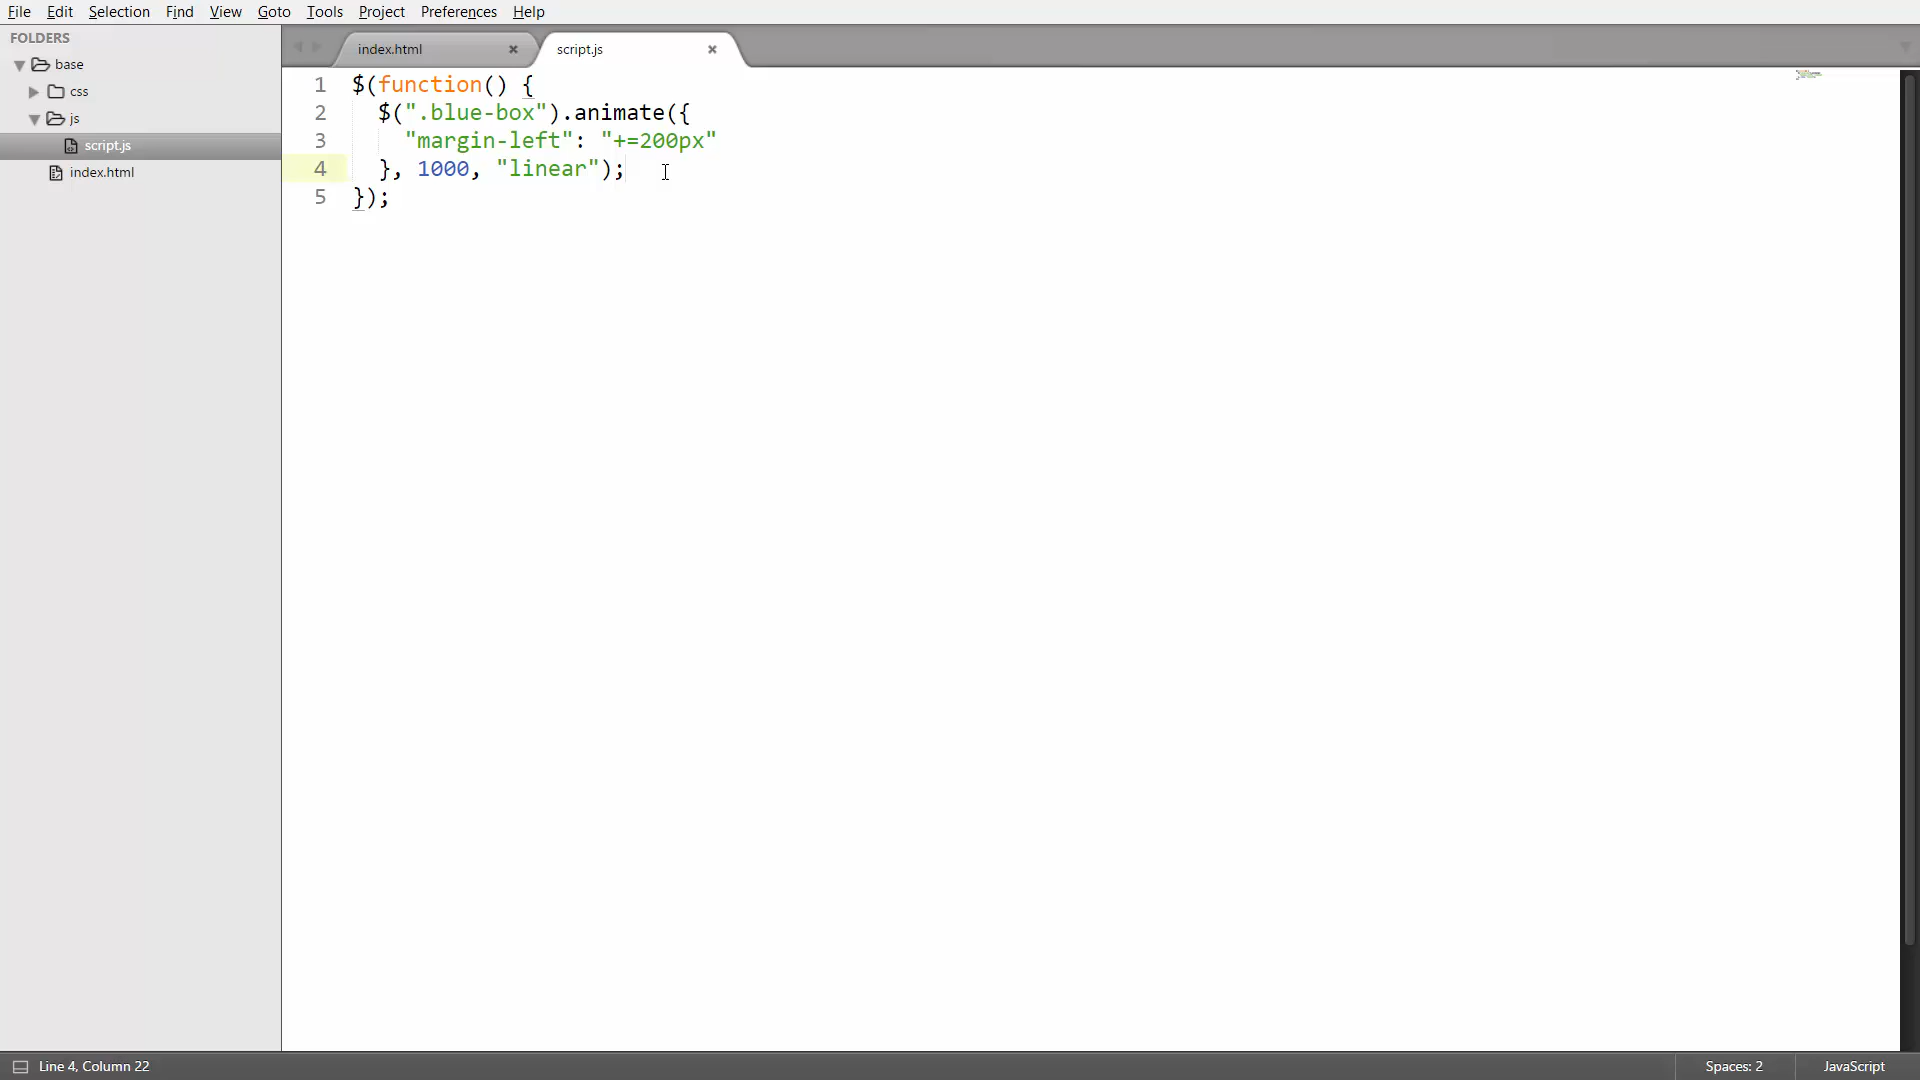 File Edit Selection Find View Goto Tools Project Preferences Help
FOLDERS
base
css
js
script.js
index.html
index.html script.js
1 $(function() {
2 $(".blue-box").animate({
3 "margin-left": "+=200px"
4 }, 1000, "linear");
5 });
Line 4, Column 22 Spaces: 2 JavaScript